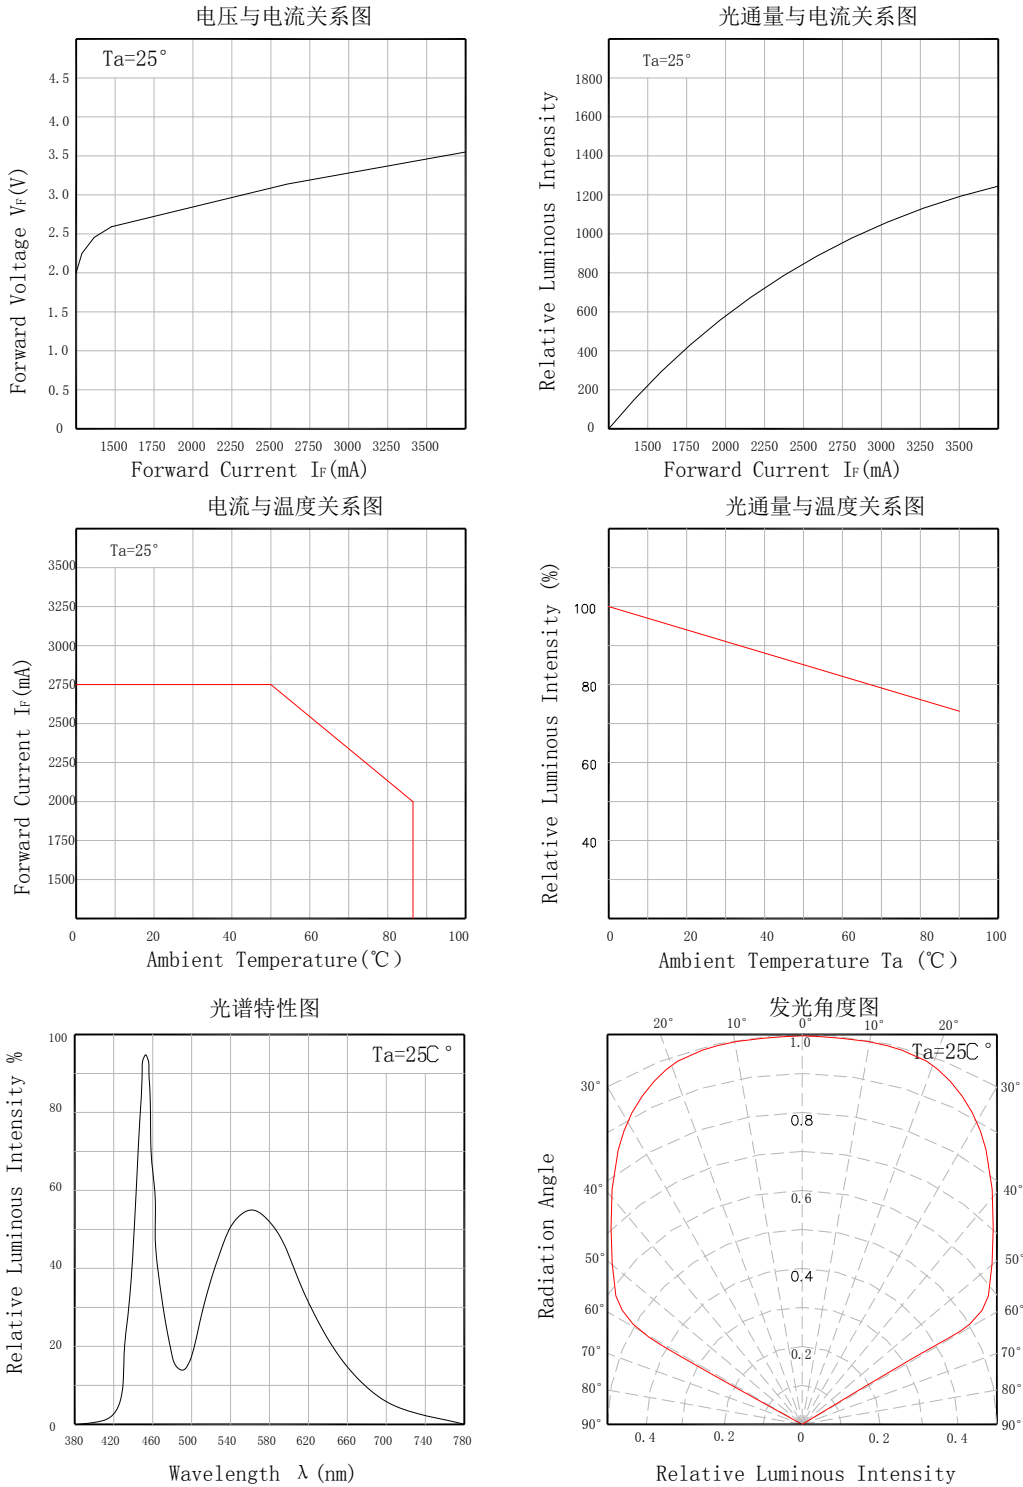 电压与电流关系图
Ta=25°
Forward Voltage VF(V)
4.5
4.0
3.5
3.0
2.5
2.0
1.5
1.0
0.5
0
1500 1750 2000 2250 2500 2750 3000 3250 3500
Forward Current IF(mA)
光通量与电流关系图
Ta=25°
Relative Luminous Intensity
1800
1600
1400
1200
1000
800
600
400
200
0
1500 1750 2000 2250 2500 2750 3000 3250 3500
Forward Current IF(mA)
电流与温度关系图
Ta=25°
Forward Current IF(mA)
3500
3250
3000
2750
2500
2250
2000
1750
1500
0 20 40 60 80 100
Ambient Temperature(℃)
光通量与温度关系图
Relative Luminous Intensity (%)
100
80
60
40
0 20 40 60 80 100
Ambient Temperature Ta (℃)
光谱特性图
Ta=25C°
Relative Luminous Intensity %
100
80
60
40
20
0
380 420 460 500 540 580 620 660 700 740 780
Wavelength λ (nm)
发光角度图
20° 10° 0° 10° 20°
Ta=25C°
Radiation Angle
1.0
30° 30°
0.8
40° 0.6 40°
50° 0.4 50°
60° 60°
70° 0.2 70°
80° 80°
90° 90°
0.4 0.2 0 0.2 0.4
Relative Luminous Intensity